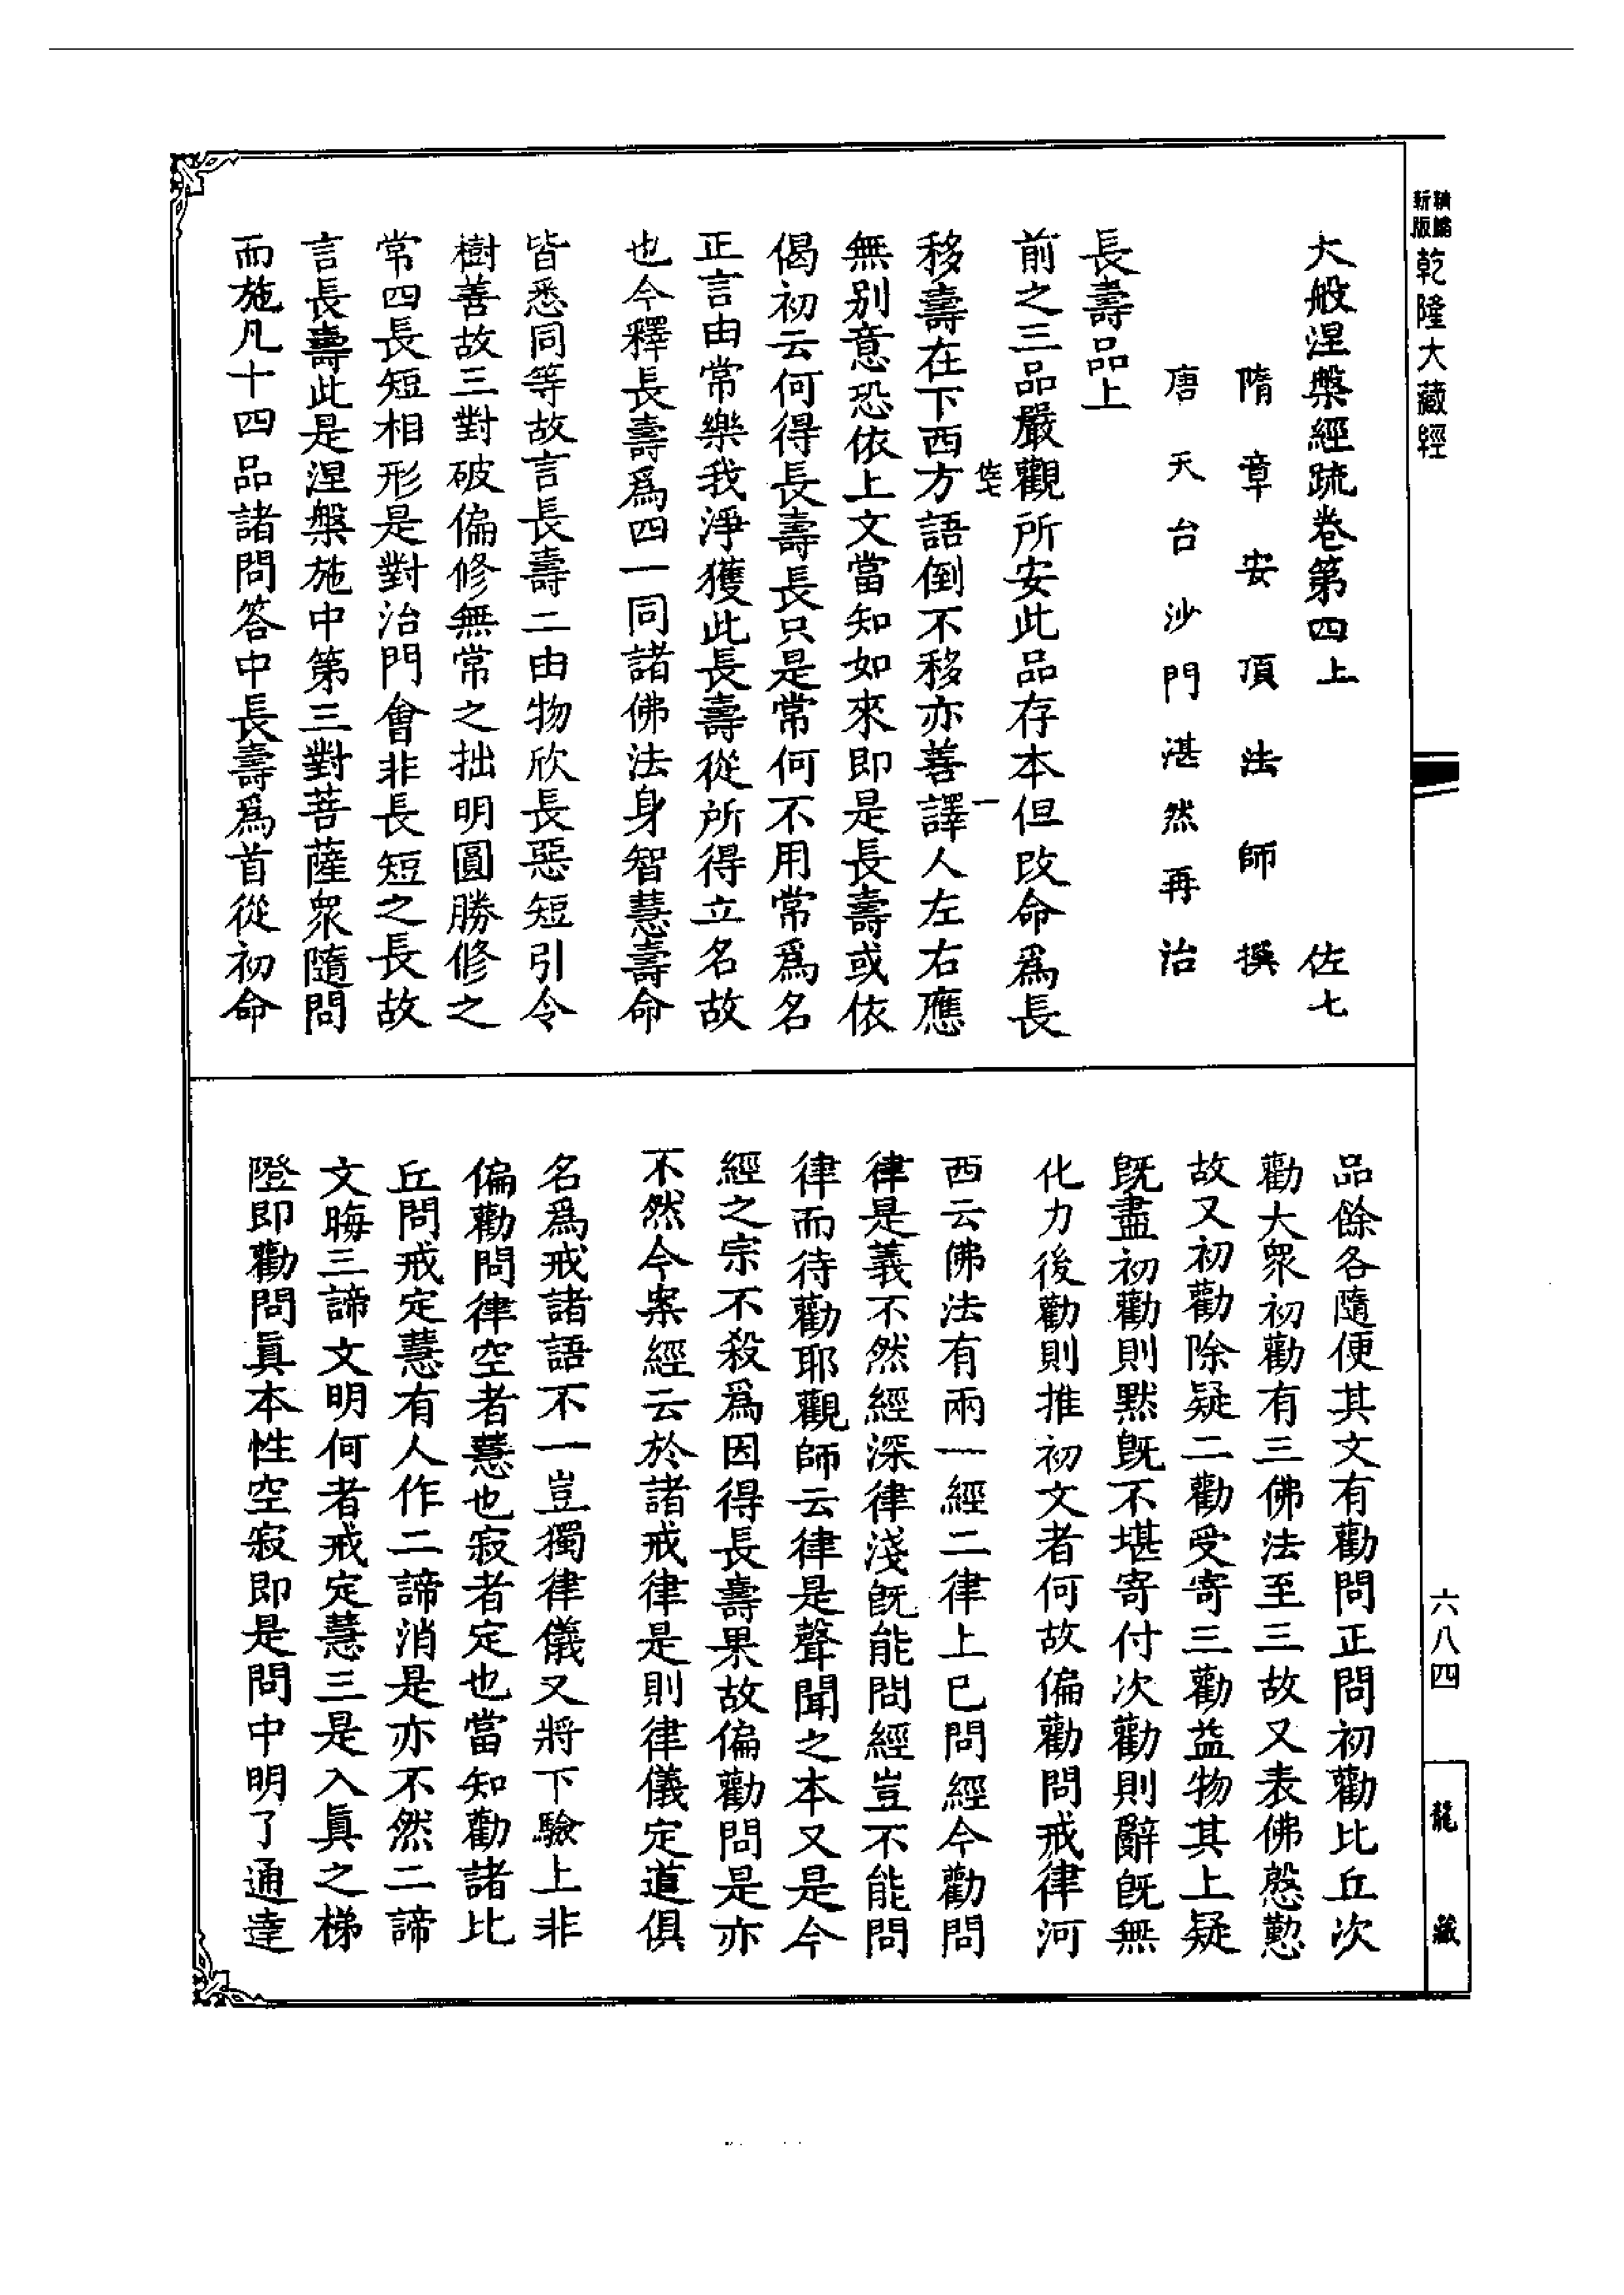 新版精縮乾隆大藏經
大般涅槃經疏卷第四上 佐七
隋章安頂法師撰
唐天台沙門湛然再治
長壽品上
前之三品嚴觀所安此品存本但改命爲長
佐七 一
移壽在下西方語倒不移亦善譯人左右應
無別意恐依上文當知如來即是長壽或依
偈初云何得長壽長只是常何不用常爲名
正言由常樂我淨獲此長壽從所得立名故
也今釋長壽爲四一同諸佛法身智慧壽命
皆悉同等故言長壽二由物欣長惡短引令
樹善故三對破偏修無常之拙明圓勝修之
常四長短相形是對治門會非長短之長故
言長壽此是涅槃施中第三對菩薩眾隨問
而施凡十四品諸問答中長壽爲首從初命
品餘各隨便其文有勸問正問初勸比丘次
勸大眾初勸有三佛法至三故又表佛慇懃
故又初勸除疑二勸受寄三勸益物其上疑
旣盡初勸則默旣不堪寄付次勸則辭旣無
化力後勸則推初文者何故偏勸問戒律河
西云佛法有兩一經二律上已問經今勸問
律是義不然經深律淺旣能問經豈不能問
律而待勸耶觀師云律是聲聞之本又是今
經之宗不殺爲因得長壽果故偏勸問是亦
不然今案經云於諸戒律是則律儀定道俱
名爲戒諸語不一豈獨律儀又將下驗上非
偏勸問律空者慧也寂者定也當知勸諸比
丘問戒定慧有人作二諦消是亦不然二諦
文晦三諦文明何者戒定慧三是入眞之梯
隥即勸問眞本性空寂即是問中明了通達
六八四
龍藏